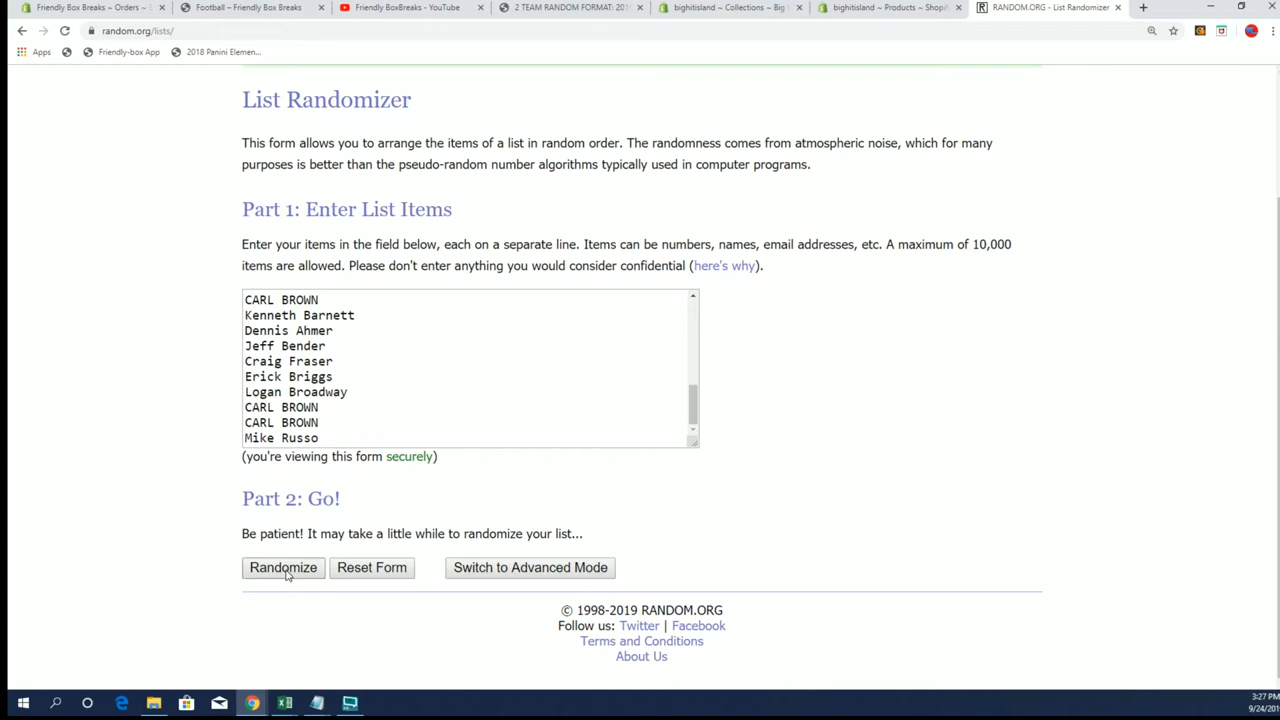 Friendly Box Breaks ~ Orders ~
Football ~ Friendly Box Breaks
Friendly BoxBreaks - YouTube
2 TEAM RANDOM FORMAT: 201
bighitisland ~ Collections ~ Big
bighitisland ~ Products ~ Shopif
RANDOM.ORG - List Randomizer
random.org/lists/
Apps
Friendly-box App
2018 Panini Elemen...
List Randomizer
This form allows you to arrange the items of a list in random order. The randomness comes from atmospheric noise, which for many
purposes is better than the pseudo-random number algorithms typically used in computer programs.
Part 1: Enter List Items
Enter your items in the field below, each on a separate line. Items can be numbers, names, email addresses, etc. A maximum of 10,000
items are allowed. Please don't enter anything you would consider confidential (here's why).
CARL BROWN
Kenneth Barnett
Dennis Ahmer
Jeff Bender
Craig Fraser
Erick Briggs
Logan Broadway
CARL BROWN
CARL BROWN
Mike Russo
(you're viewing this form securely)
Part 2: Go!
Be patient! It may take a little while to randomize your list...
Randomize
Reset Form
Switch to Advanced Mode
© 1998-2019 RANDOM.ORG
Follow us: Twitter | Facebook
Terms and Conditions
About Us
3:27 PM
9/24/201